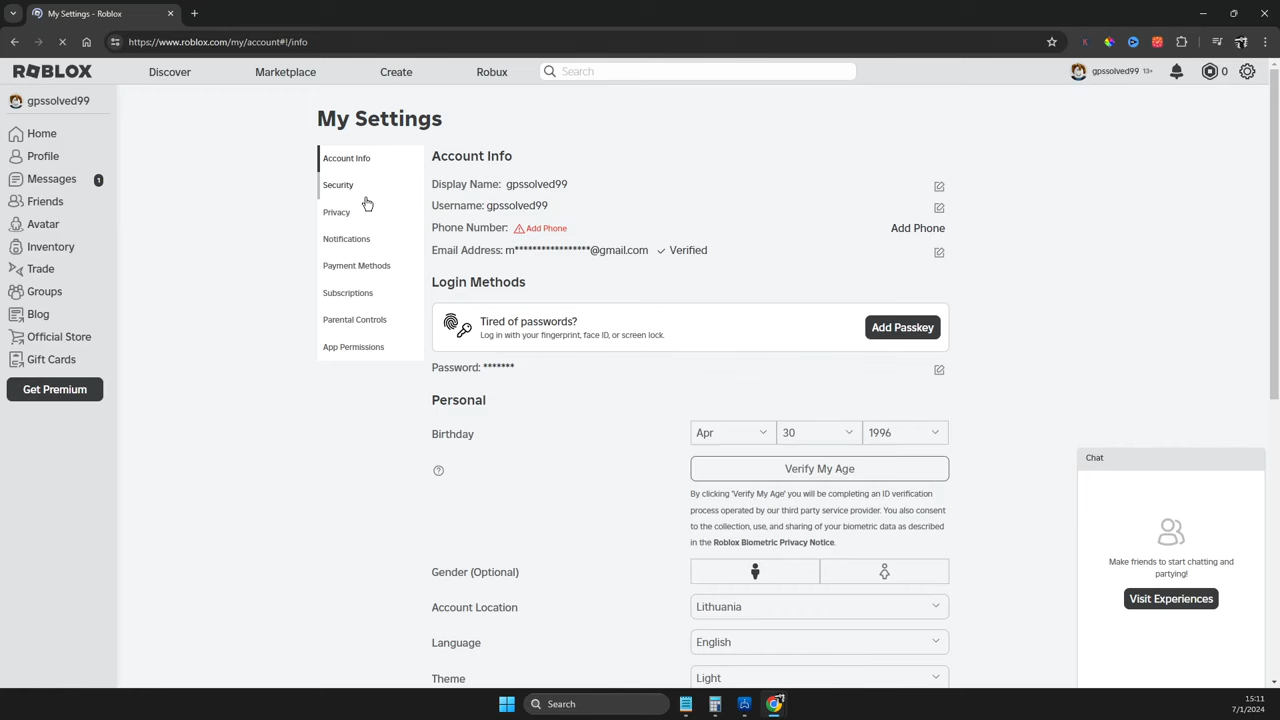 My Settings - Roblox
https://www.roblox.com/my/account#!/info
ROBLOX
Discover
Marketplace
Create
Robux
Search
gpssolved99 13+
0
gpssolved99
Home
Profile
Messages 1
Friends
Avatar
Inventory
Trade
Groups
Blog
Official Store
Gift Cards
Get Premium
My Settings
Account Info
Security
Privacy
Notifications
Payment Methods
Subscriptions
Parental Controls
App Permissions
Account Info
Display Name: gpssolved99
Username: gpssolved99
Phone Number: Add Phone
Add Phone
Email Address: m*****************@gmail.com Verified
Login Methods
Tired of passwords?
Log in with your fingerprint, face ID, or screen lock.
Add Passkey
Password: *******
Personal
Birthday
Apr 30 1996
Verify My Age
By clicking 'Verify My Age' you will be completing an ID verification
process operated by our third party service provider. You also consent
to the collection, use, and sharing of your biometric data as described
in the Roblox Biometric Privacy Notice.
Gender (Optional)
Account Location
Lithuania
Language
English
Theme
Light
Chat
Make friends to start chatting and
partying!
Visit Experiences
Search
15:11
7/1/2024